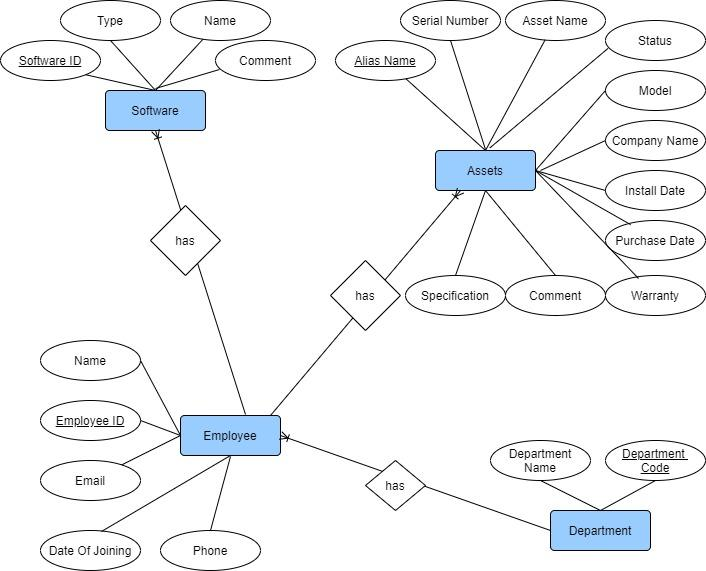 Type
Name
Serial Number
Asset Name
Software ID
Comment
Alias Name
Status
Model
Software
Company Name
Assets
Install Date
has
Purchase Date
has
Specification
Comment
Warranty
Name
Employee ID
Employee
Email
has
Department
Name
Department
Code
Date Of Joining
Phone
Department